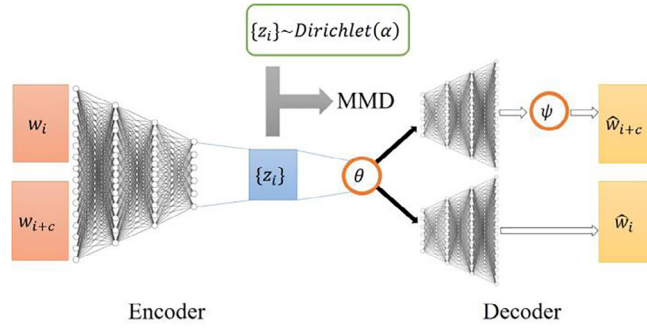 {z_i}~Dirichlet(α)
MMD
w_i
w_{i+c}
{z_i}
θ
ψ
ŵ_{i+c}
ŵ_i
Encoder
Decoder